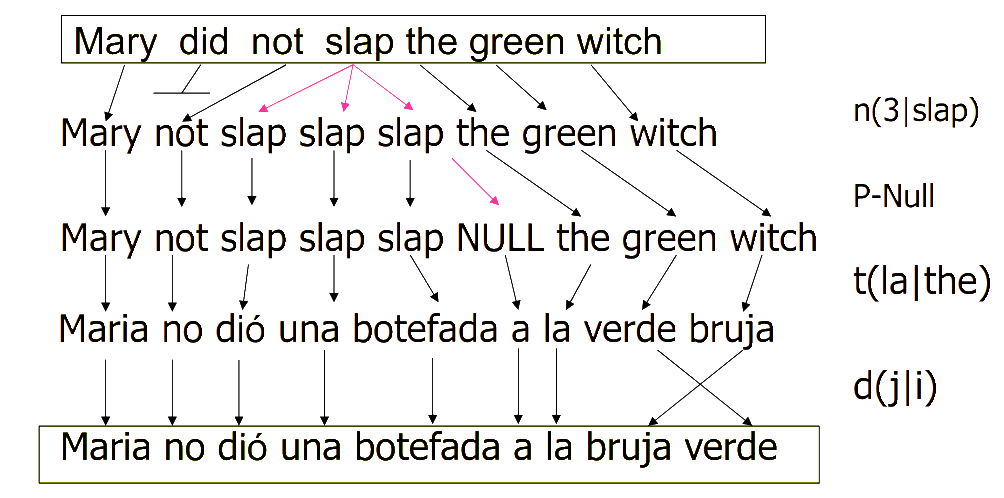 Mary did not slap the green witch
n(3|slap)
Mary not slap slap slap the green witch
P-Null
Mary not slap slap slap NULL the green witch
t(la|the)
Maria no dió una botefada a la verde bruja
d(j|i)
Maria no dió una botefada a la bruja verde